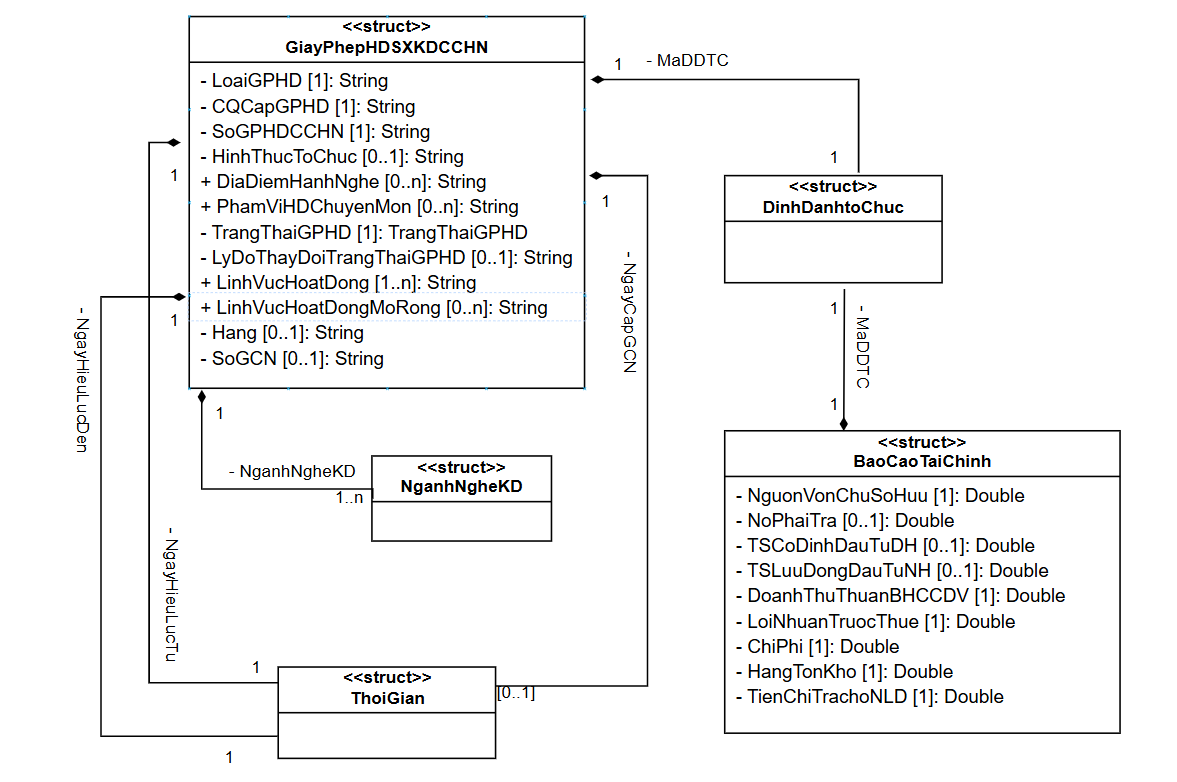 <<struct>>
GiayPhepHDSXKDCCHN
- LoaiGPHD [1]: String
- CQCapGPHD [1]: String
- SoGPHDCCHN [1]: String
- HinhThucToChuc [0..1]: String
+ DiaDiemHanhNghe [0..n]: String
+ PhamViHDChuyenMon [0..n]: String
- TrangThaiGPHD [1]: TrangThaiGPHD
- LyDoThayDoiTrangThaiGPHD [0..1]: String
+ LinhVucHoatDong [1..n]: String
+ LinhVucHoatDongMoRong [0..n]: String
- Hang [0..1]: String
- SoGCN [0..1]: String
1
- MaDDTC
1
<<struct>>
DinhDanhtoChuc
1
- MaDDTC
1
<<struct>>
BaoCaoTaiChinh
- NguonVonChuSoHuu [1]: Double
- NoPhaiTra [0..1]: Double
- TSCoDinhDauTuDH [0..1]: Double
- TSLuuDongDauTuNH [0..1]: Double
- DoanhThuThuanBHCCDV [1]: Double
- LoiNhuanTruocThue [1]: Double
- ChiPhi [1]: Double
- HangTonKho [1]: Double
- TienChiTrachoNLD [1]: Double
1
- NgayCapGCN
[0..1]
1
- NgayHieuLucTu
1
1
- NgayHieuLucDen
1
1
- NganhNgheKD
1..n
<<struct>>
NganhNgheKD
<<struct>>
ThoiGian